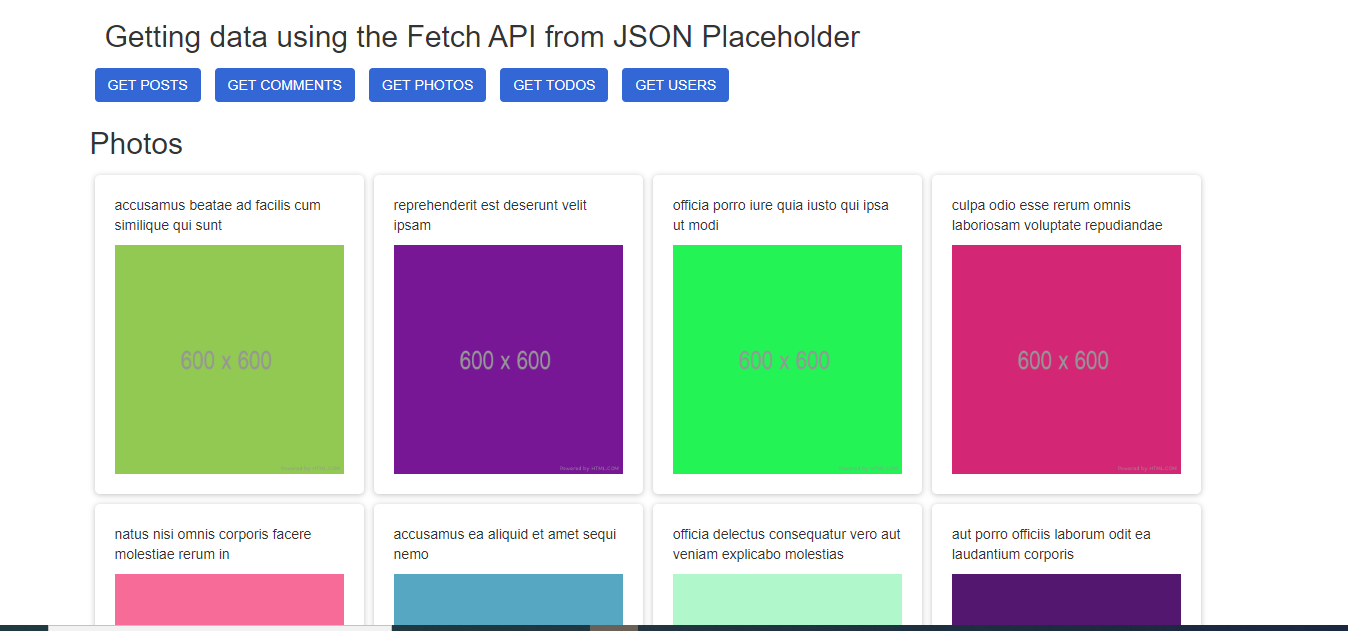 Getting data using the Fetch API from JSON Placeholder
GET POSTS GET COMMENTS GET PHOTOS GET TODOS GET USERS
Photos
accusamus beatae ad facilis cum
similique qui sunt
600 x 600
Powered by HTML.COM
reprehenderit est deserunt velit
ipsam
600 x 600
Powered by HTML.COM
officia porro iure quia iusto qui ipsa
ut modi
600 x 600
Powered by HTML.COM
culpa odio esse rerum omnis
laboriosam voluptate repudiandae
600 x 600
Powered by HTML.COM
natus nisi omnis corporis facere
molestiae rerum in
accusamus ea aliquid et amet sequi
nemo
officia delectus consequatur vero aut
veniam explicabo molestias
aut porro officiis laborum odit ea
laudantium corporis